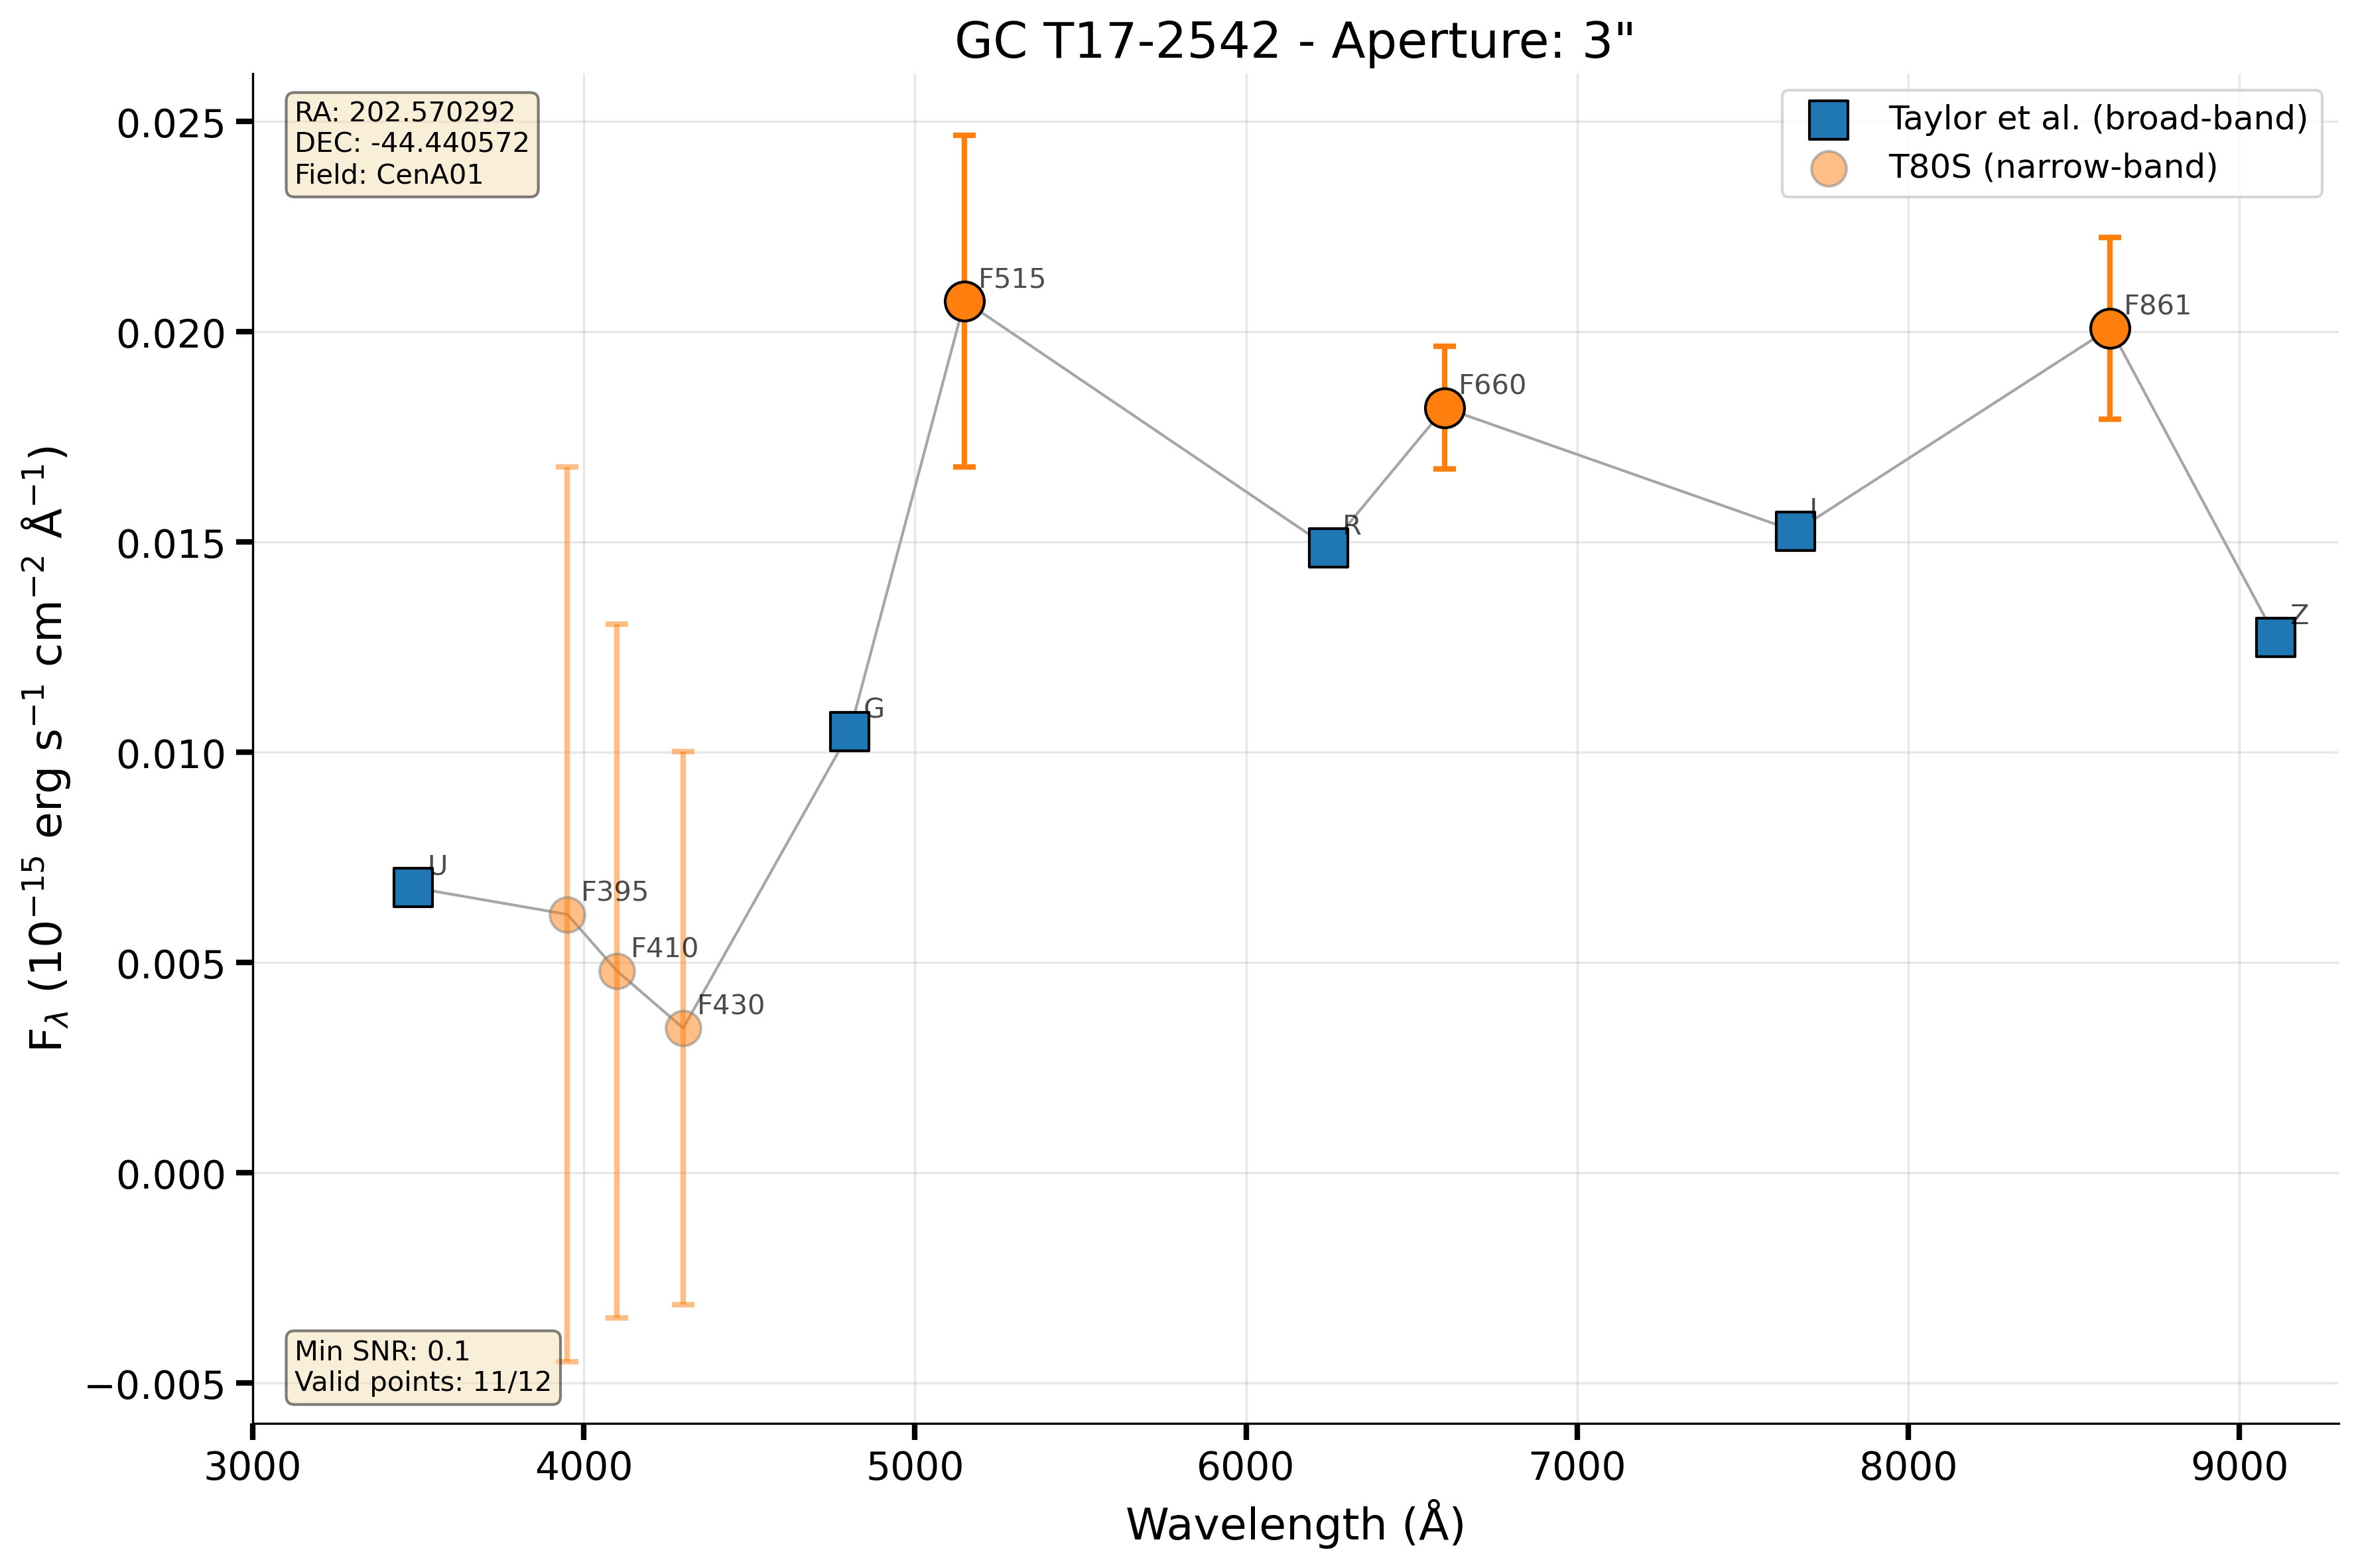 GC T17-2542 - Aperture: 3"
RA: 202.570292
DEC: -44.440572
Field: CenA01
Taylor et al. (broad-band)
T80S (narrow-band)
0.025
0.020
0.015
0.010
0.005
0.000
−0.005
F_λ (10⁻¹⁵ erg s⁻¹ cm⁻² Å⁻¹)
U
F395
F410
F430
G
F515
R
F660
I
F861
Z
Min SNR: 0.1
Valid points: 11/12
3000
4000
5000
6000
7000
8000
9000
Wavelength (Å)